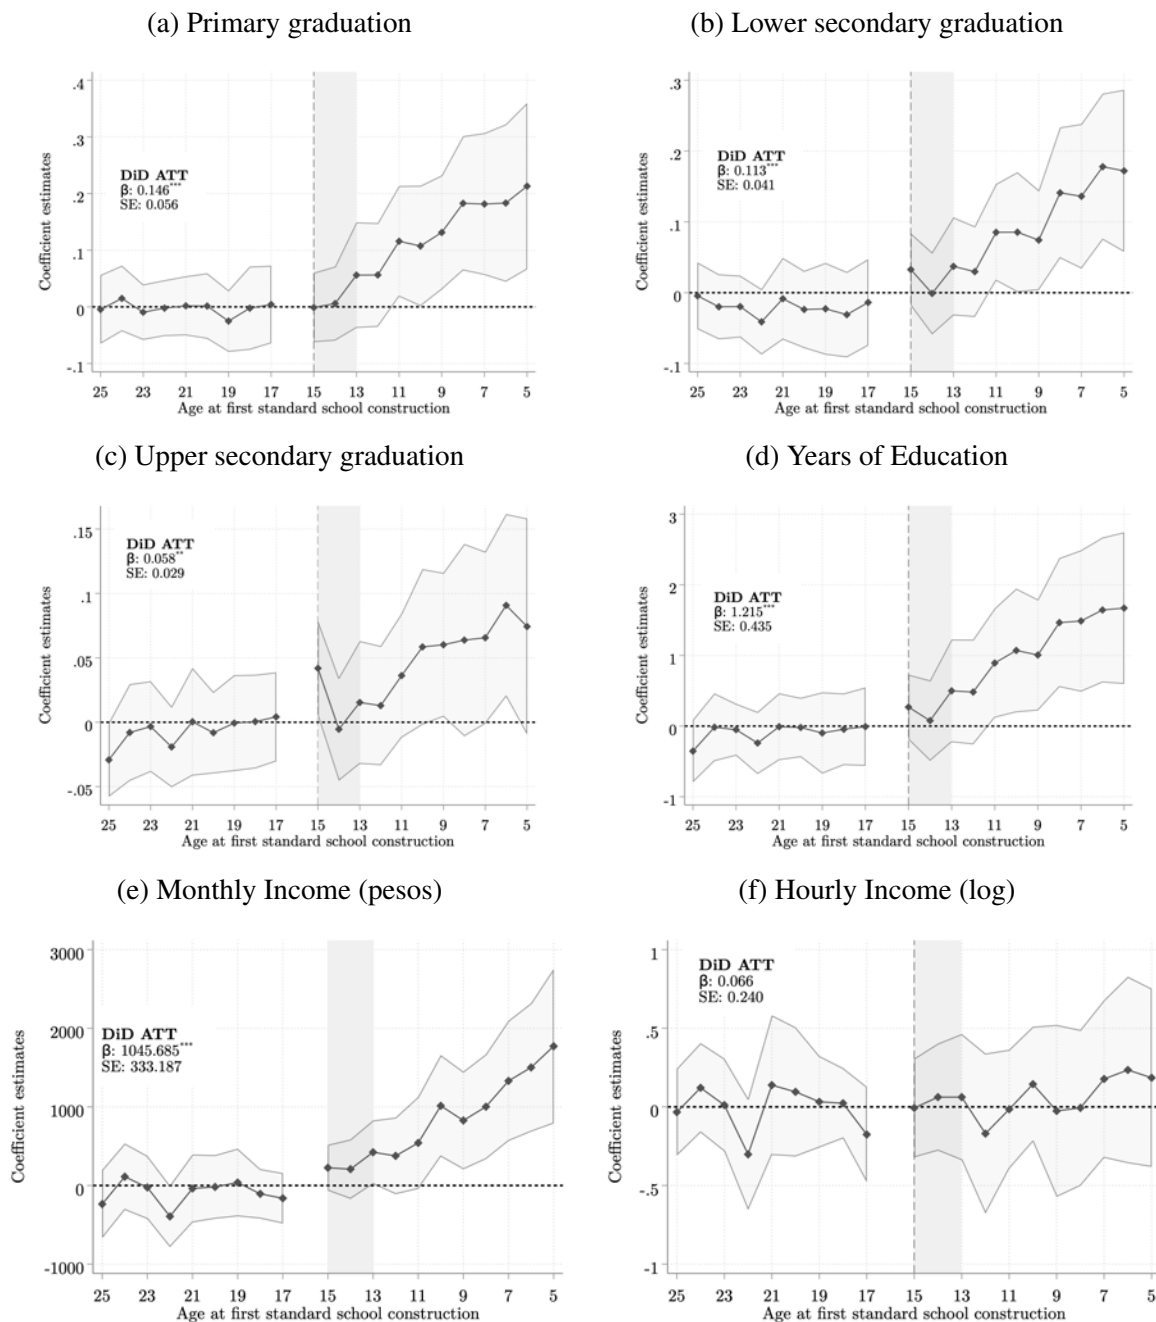 (a) Primary graduation
.4
.3
.2
.1
0
-.1
Coefficient estimates
DiD ATT
β: 0.146***
SE: 0.056
25 23 21 19 17 15 13 11 9 7 5
Age at first standard school construction
(b) Lower secondary graduation
.3
.2
.1
0
-.1
Coefficient estimates
DiD ATT
β: 0.113***
SE: 0.041
25 23 21 19 17 15 13 11 9 7 5
Age at first standard school construction
(c) Upper secondary graduation
.15
.1
.05
0
-.05
Coefficient estimates
DiD ATT
β: 0.058**
SE: 0.029
25 23 21 19 17 15 13 11 9 7 5
Age at first standard school construction
(d) Years of Education
3
2
1
0
-1
Coefficient estimates
DiD ATT
β: 1.215***
SE: 0.435
25 23 21 19 17 15 13 11 9 7 5
Age at first standard school construction
(e) Monthly Income (pesos)
3000
2000
1000
0
-1000
Coefficient estimates
DiD ATT
β: 1045.685***
SE: 333.187
25 23 21 19 17 15 13 11 9 7 5
Age at first standard school construction
(f) Hourly Income (log)
1
.5
0
-.5
-1
Coefficient estimates
DiD ATT
β: 0.066
SE: 0.240
25 23 21 19 17 15 13 11 9 7 5
Age at first standard school construction